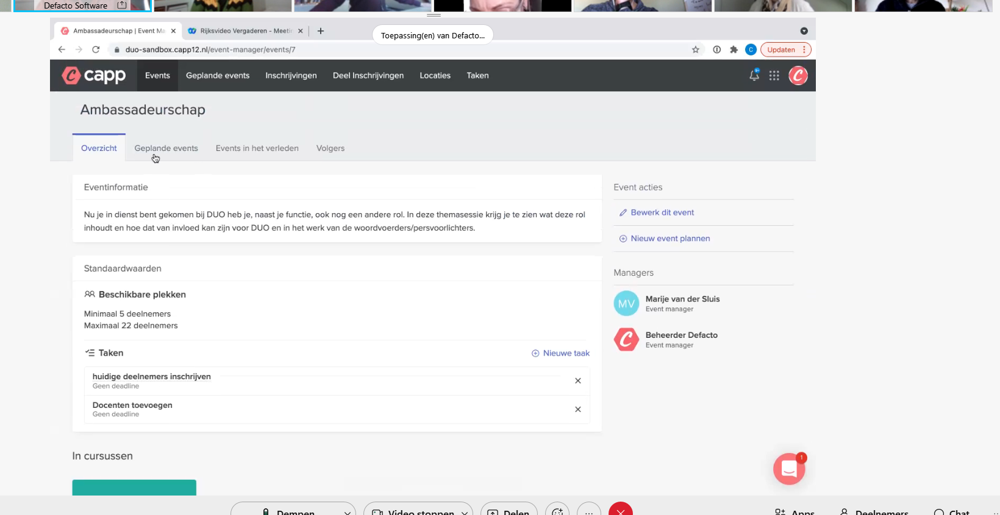 Defacto Software
Ambassadeurschap | Event Ma
Rijksvideo Vergaderen - Meeti
Toepassing(en) van Defacto...
duo-sandbox.capp12.nl/event-manager/events/7
C
Updaten
capp
Events
Geplande events
Inschrijvingen
Deel Inschrijvingen
Locaties
Taken
9+
Ambassadeurschap
Overzicht
Geplande events
Events in het verleden
Volgers
Eventinformatie
Nu je in dienst bent gekomen bij DUO heb je, naast je functie, ook nog een andere rol. In deze themasessie krijg je te zien wat deze rol
inhoudt en hoe dat van invloed kan zijn voor DUO en in het werk van de woordvoerders/persvoorlichters.
Event acties
Bewerk dit event
Nieuw event plannen
Standaardwaarden
Beschikbare plekken
Minimaal 5 deelnemers
Maximaal 22 deelnemers
Managers
MV
Marije van der Sluis
Event manager
Beheerder Defacto
Event manager
Taken
Nieuwe taak
huidige deelnemers inschrijven
Geen deadline
Docenten toevoegen
Geen deadline
In cursussen
1
Dempen
Video stoppen
Delen
Apps
Deelnemers
Chat